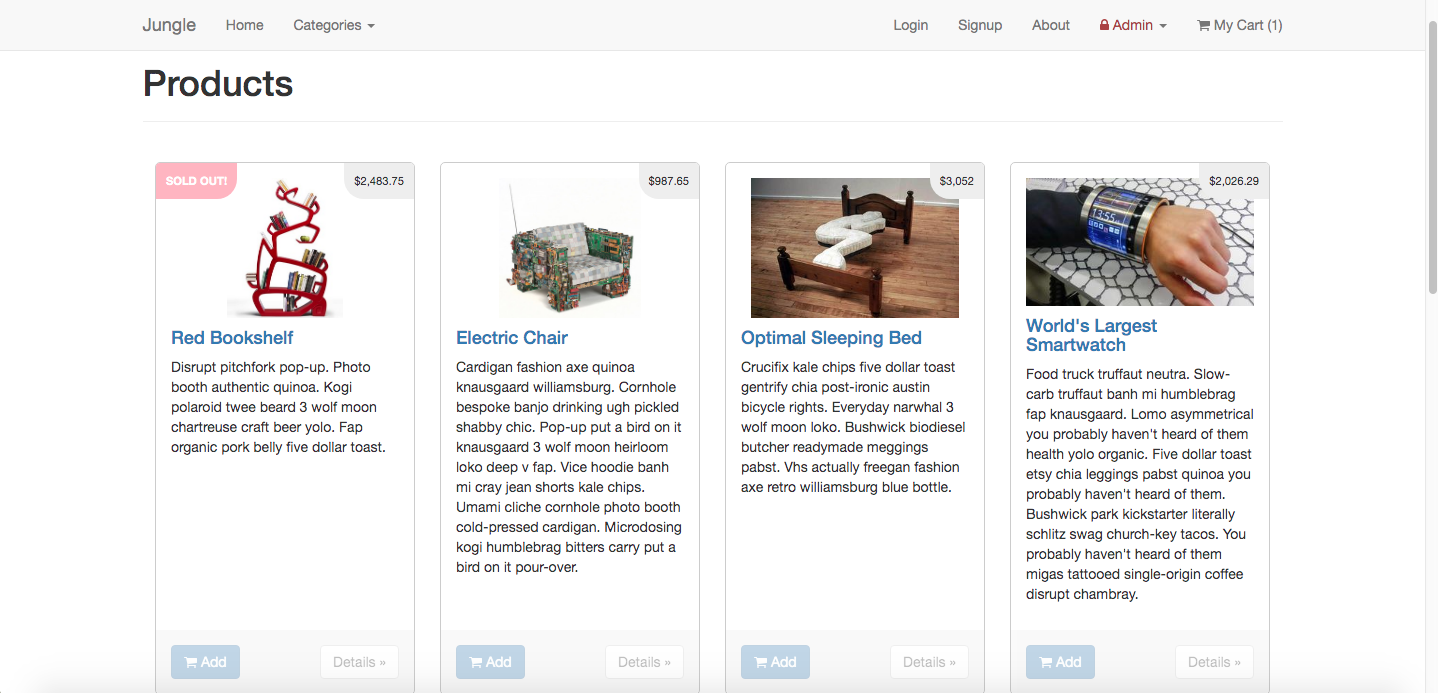 Jungle Home Categories Login Signup About Admin My Cart (1)
Products
SOLD OUT!
$2,483.75
Red Bookshelf
Disrupt pitchfork pop-up. Photo
booth authentic quinoa. Kogi
polaroid twee beard 3 wolf moon
chartreuse craft beer yolo. Fap
organic pork belly five dollar toast.
Add
Details »
$987.65
Electric Chair
Cardigan fashion axe quinoa
knausgaard williamsburg. Cornhole
bespoke banjo drinking ugh pickled
shabby chic. Pop-up put a bird on it
knausgaard 3 wolf moon heirloom
loko deep v fap. Vice hoodie banh
mi cray jean shorts kale chips.
Umami cliche cornhole photo booth
cold-pressed cardigan. Microdosing
kogi humblebrag bitters carry put a
bird on it pour-over.
Add
Details »
$3,052
Optimal Sleeping Bed
Crucifix kale chips five dollar toast
gentrify chia post-ironic austin
bicycle rights. Everyday narwhal 3
wolf moon loko. Bushwick biodiesel
butcher readymade meggings
pabst. Vhs actually freegan fashion
axe retro williamsburg blue bottle.
Add
Details »
$2,026.29
13:55
World's Largest
Smartwatch
Food truck truffaut neutra. Slow-
carb truffaut banh mi humblebrag
fap knausgaard. Lomo asymmetrical
you probably haven't heard of them
health yolo organic. Five dollar toast
etsy chia leggings pabst quinoa you
probably haven't heard of them.
Bushwick park kickstarter literally
schlitz swag church-key tacos. You
probably haven't heard of them
migas tattooed single-origin coffee
disrupt chambray.
Add
Details »